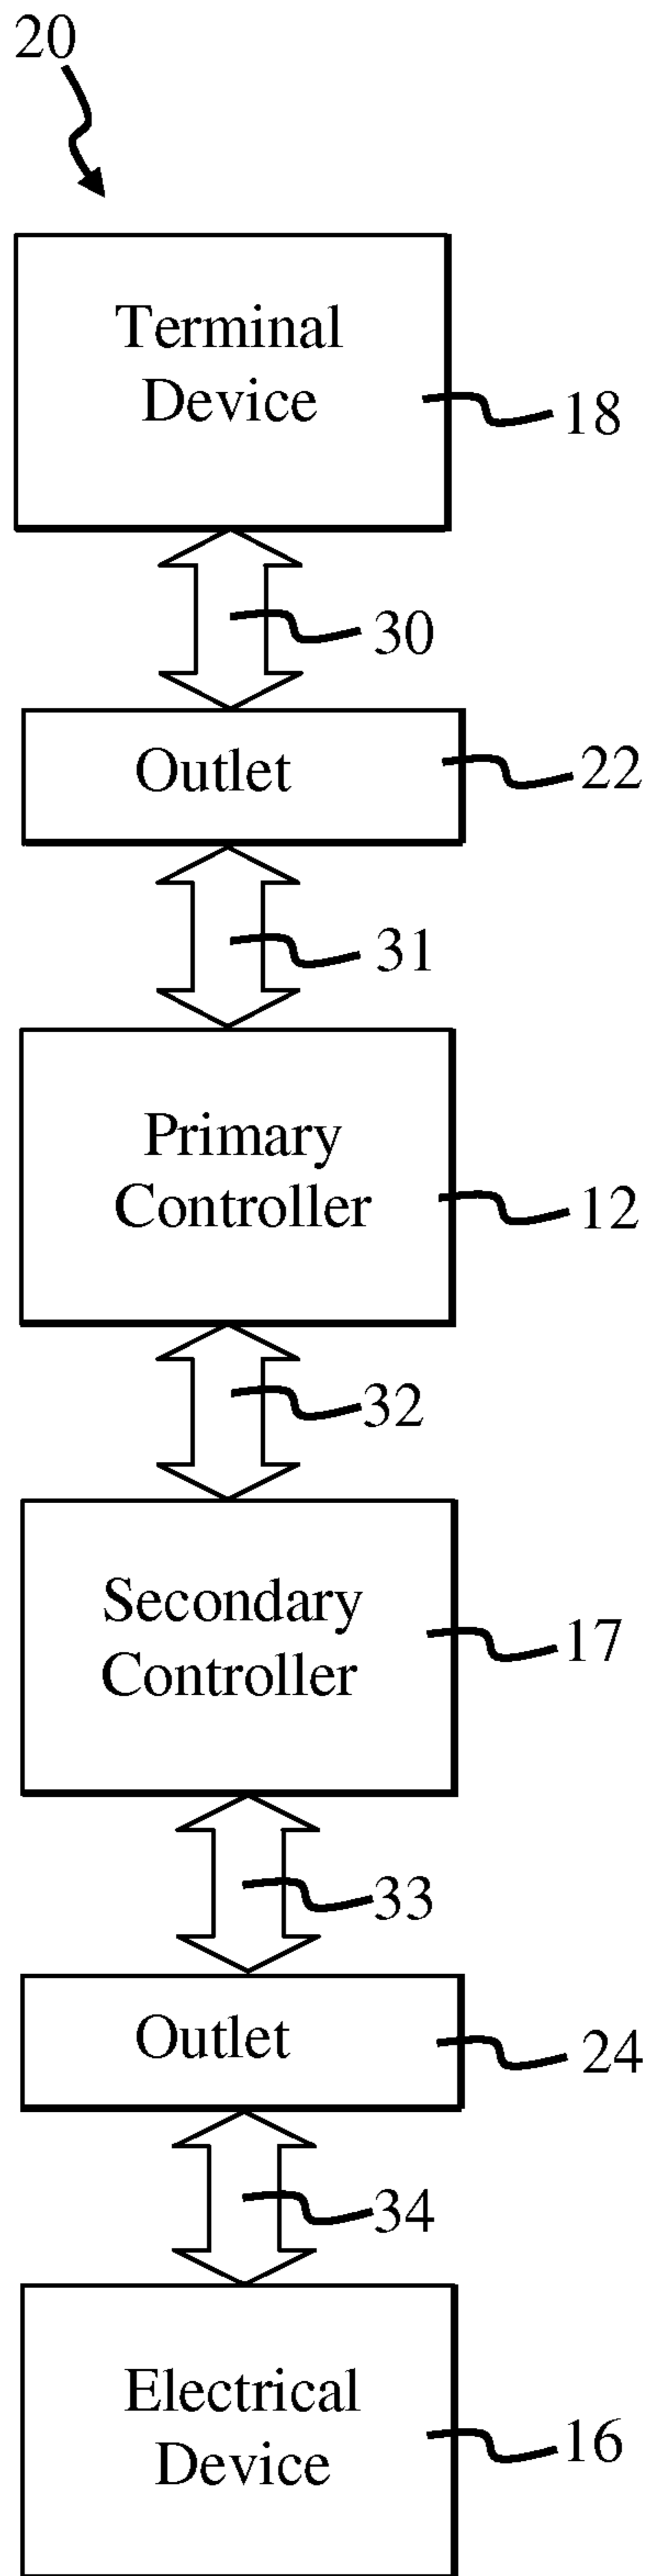 20
Terminal
Device
18
30
Outlet
22
31
Primary
Controller
12
32
Secondary
Controller
17
33
Outlet
24
34
Electrical
Device
16